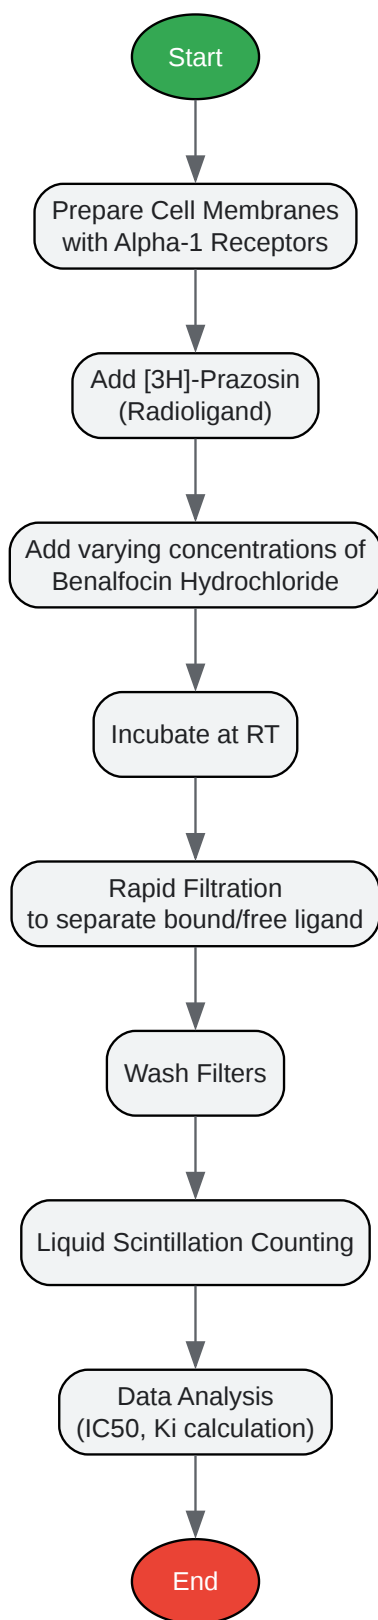 Start
Prepare Cell Membranes
with Alpha-1 Receptors
Add [3H]-Prazosin
(Radioligand)
Add varying concentrations of
Benalfocin Hydrochloride
Incubate at RT
Rapid Filtration
to separate bound/free ligand
Wash Filters
Liquid Scintillation Counting
Data Analysis
(IC50, Ki calculation)
End